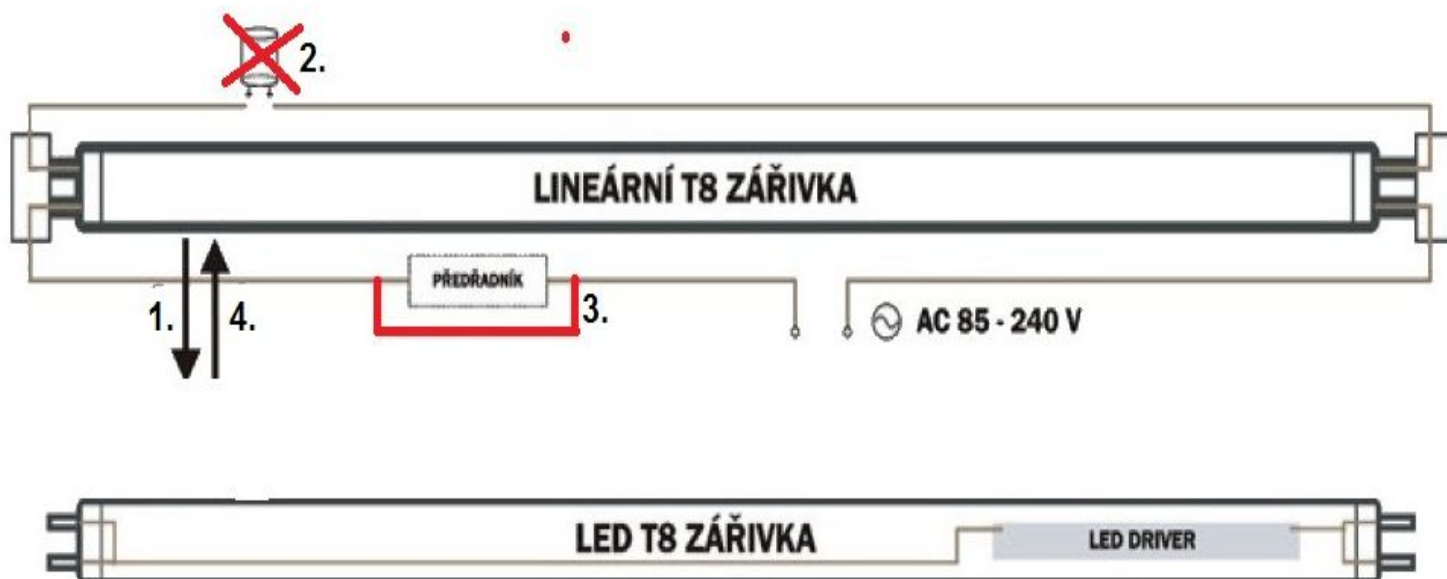 2.
LINEÁRNÍ T8 ZÁŘIVKA
PŘEDŘADNÍK
1. 4. 3.
AC 85 - 240 V
LED T8 ZÁŘIVKA
LED DRIVER